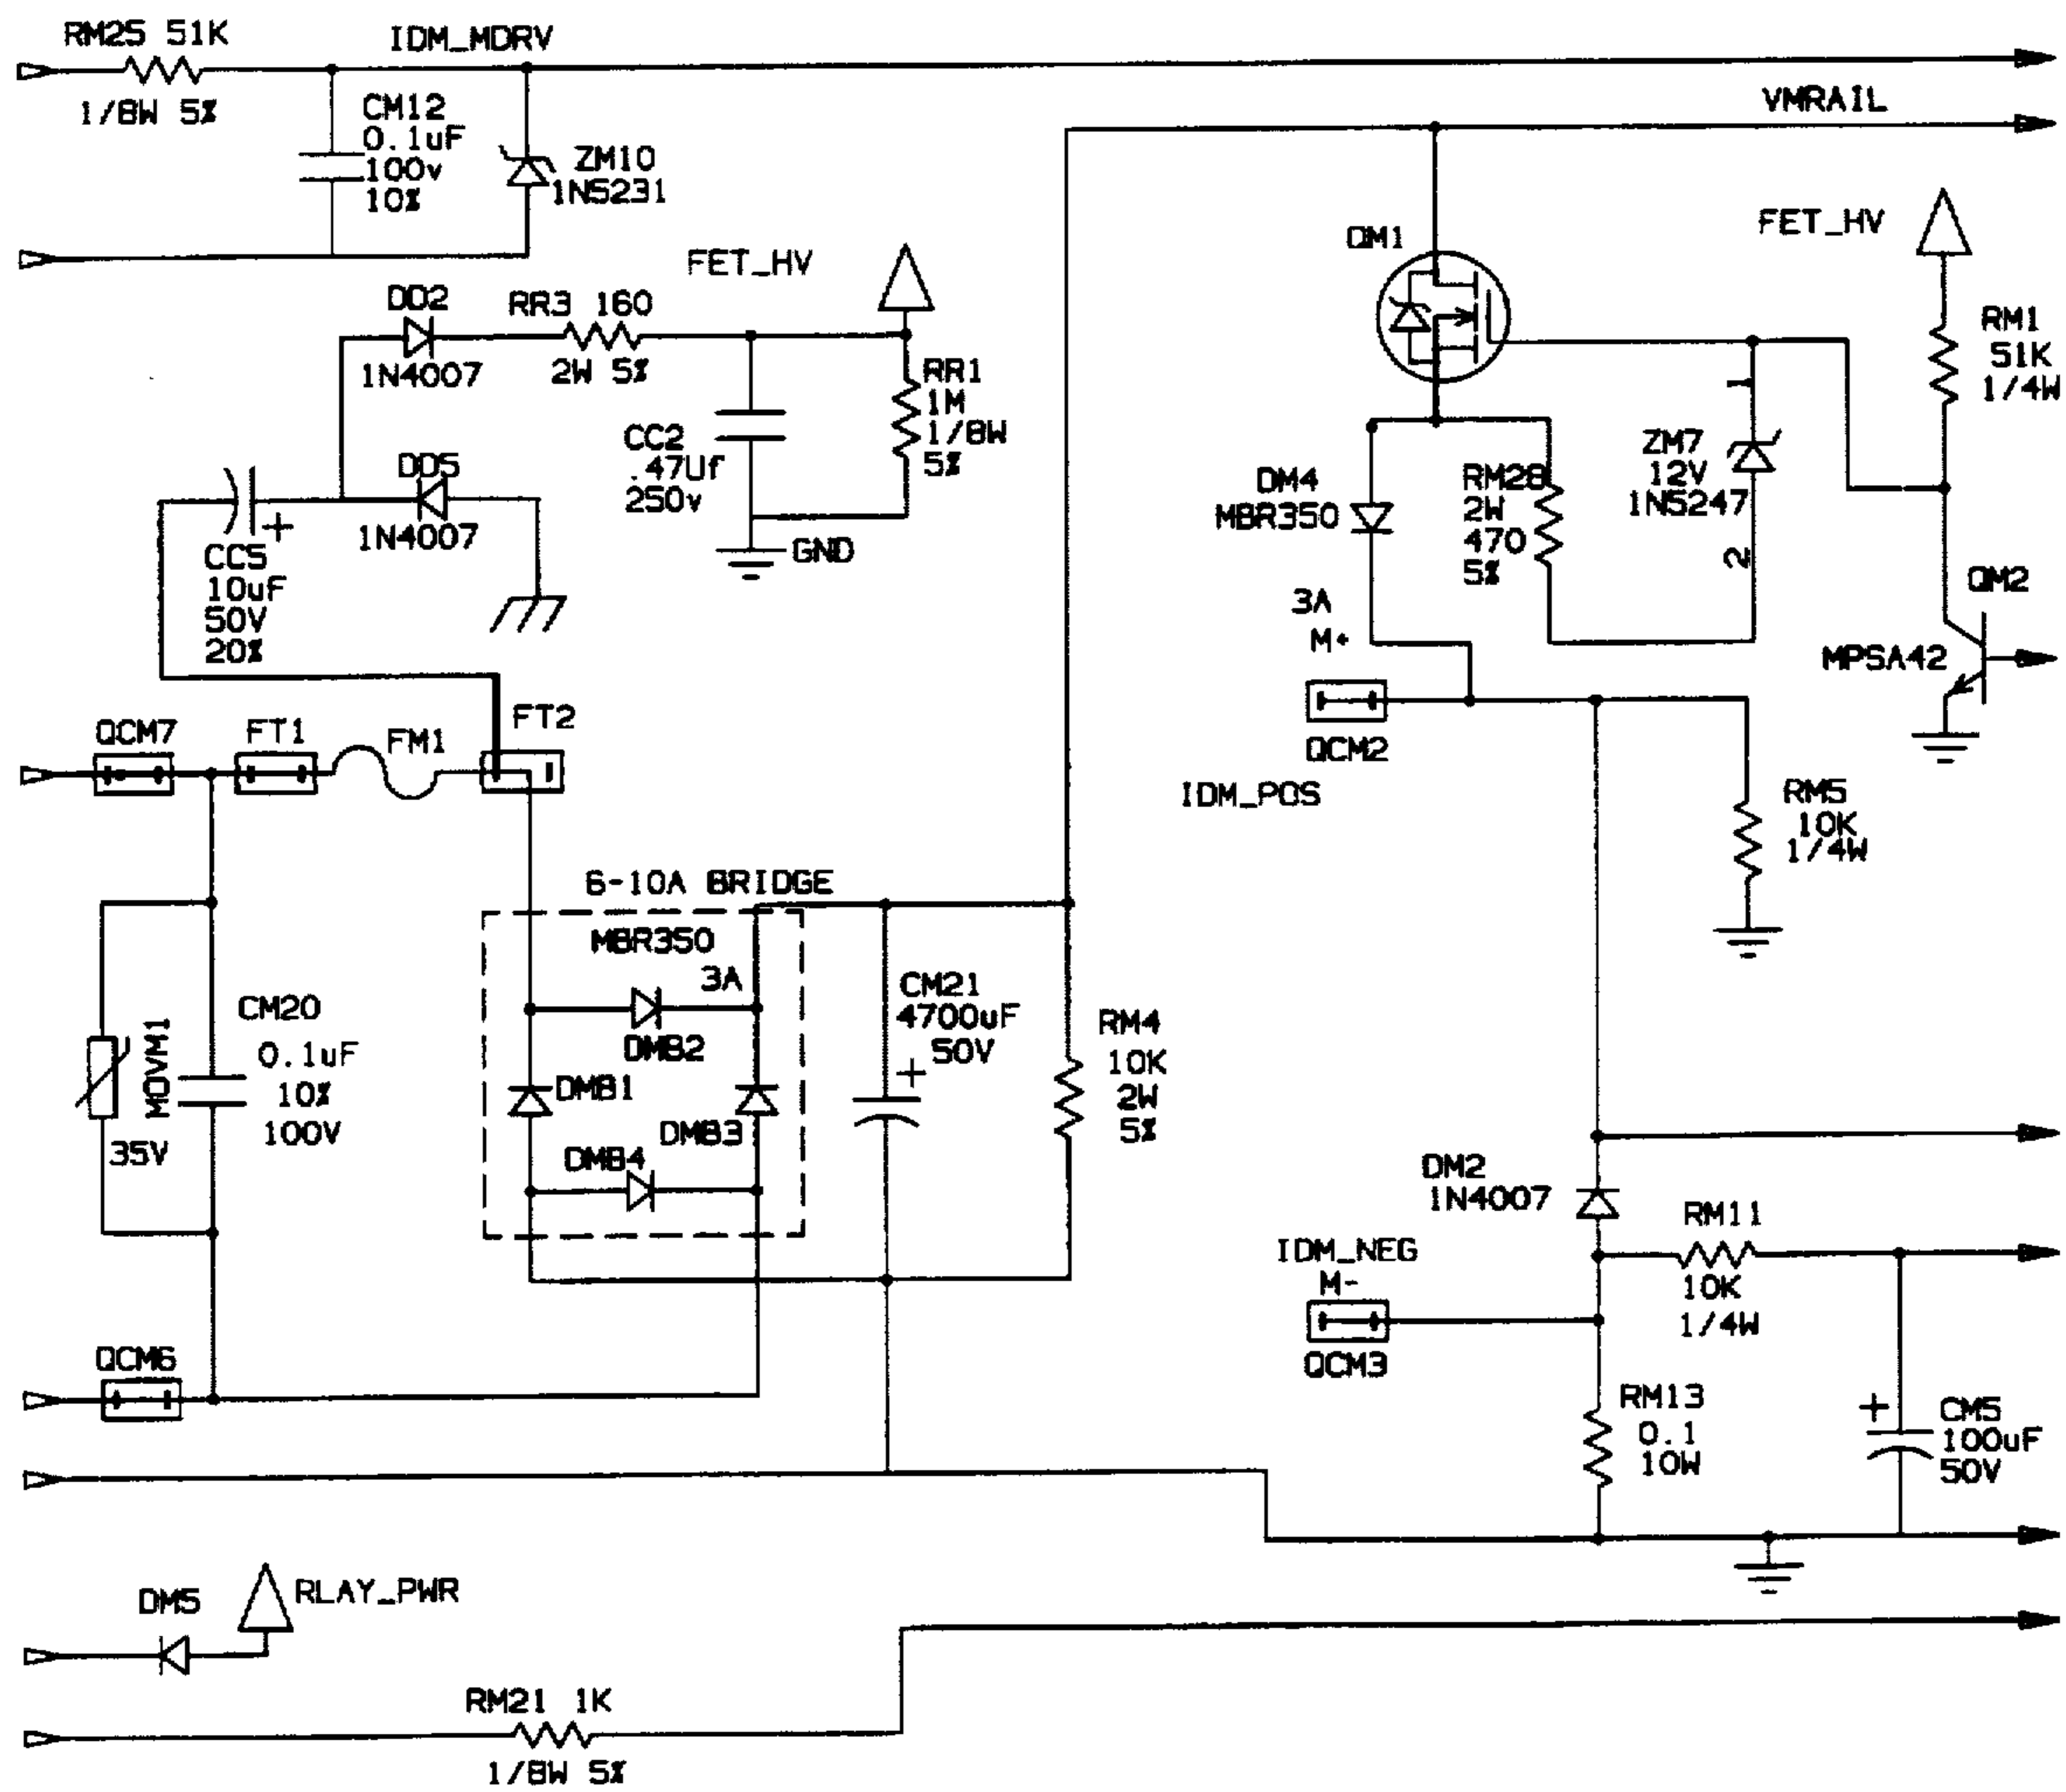 RM25 51K
1/8W 5%
IDM_MDRV
CM12
0.1uF
100v
10%
ZM10
1N5231
VMRAIL
FET_HV
DD2
1N4007
RR3 160
2W 5%
FET_HV
RR1
1M
1/8W
5%
CC2
.47Uf
250v
GND
DD5
1N4007
CC5
+
10uF
50V
20%
QM1
RM1
51K
1/4W
1
ZM7
12V
1N5247
2
DM4
MBR350
RM28
2W
470
5%
3A
M+
QCM2
IDM_POS
QM2
MPSA42
RM5
10K
1/4W
QCM7
FT1
FM1
FT2
6-10A BRIDGE
MBR350
3A
DMB2
DMB1
DMB3
DMB4
MOVM1
35V
CM20
0.1uF
10%
100V
CM21
4700uF
50V
+
RM4
10K
2W
5%
DM2
1N4007
RM11
10K
1/4W
IDM_NEG
M-
QCM3
RM13
0.1
10W
+
CM5
100uF
50V
QCM6
DM5
RLAY_PWR
RM21 1K
1/8W 5%